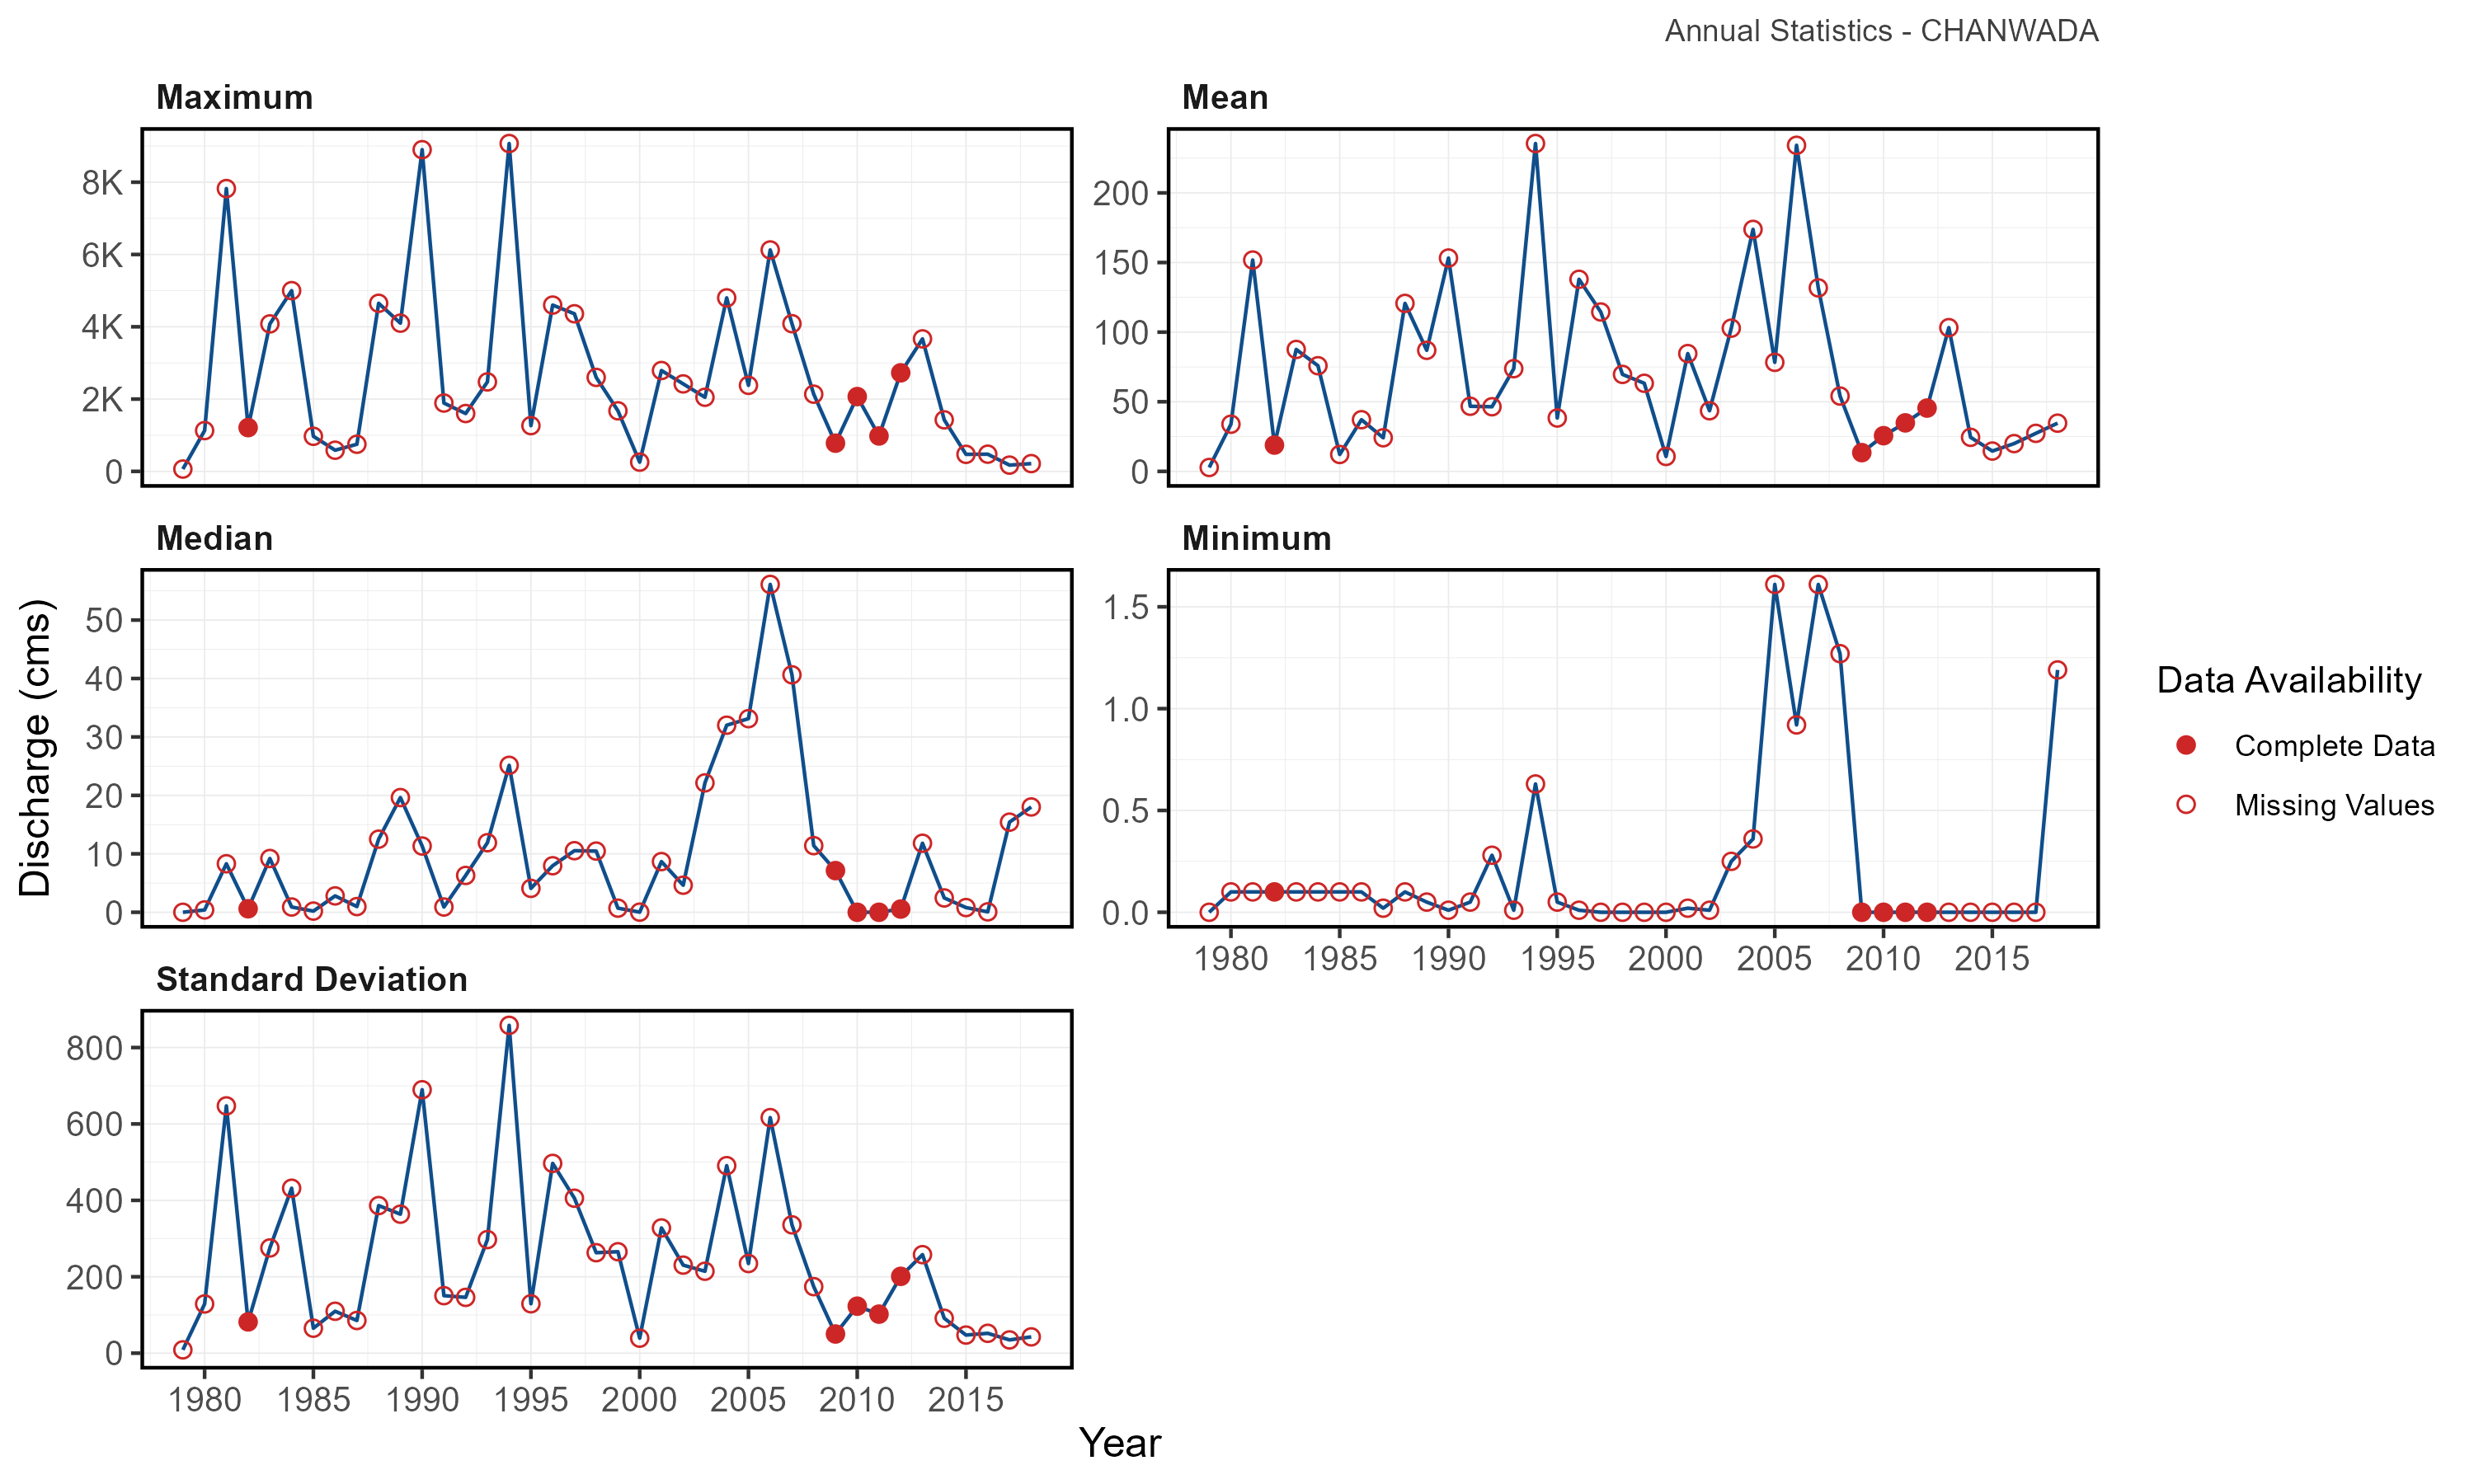 Annual Statistics - CHANWADA
Maximum
8K
6K
4K
2K
0
Mean
200
150
100
50
0
Median
50
40
30
20
10
0
Minimum
1.5
1.0
0.5
0.0
1980 1985 1990 1995 2000 2005 2010 2015
Standard Deviation
800
600
400
200
0
1980 1985 1990 1995 2000 2005 2010 2015
Discharge (cms)
Year
Data Availability
Complete Data
Missing Values